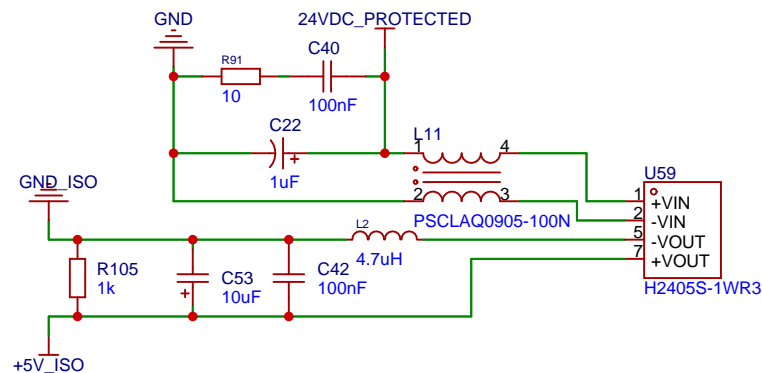 GND
24VDC_PROTECTED
R91
10
C40
100nF
C22
1uF
L11
1
4
2
3
PSCLAQ0905-100N
U59
1
+VIN
2
-VIN
5
-VOUT
7
+VOUT
H2405S-1WR3
GND_ISO
L2
4.7uH
R105
1k
C53
10uF
C42
100nF
+5V_ISO
+
+